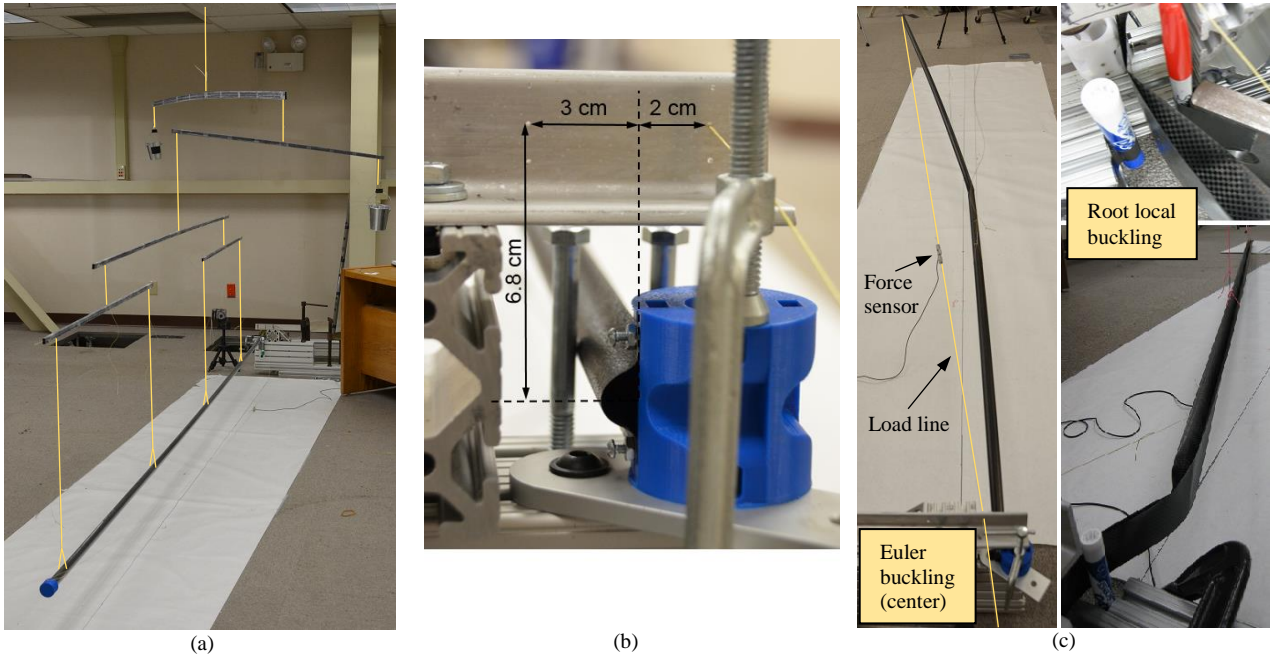 3 cm
2 cm
6.8 cm
Force
sensor
Load line
Euler
buckling
(center)
Root local
buckling
(a)
(b)
(c)